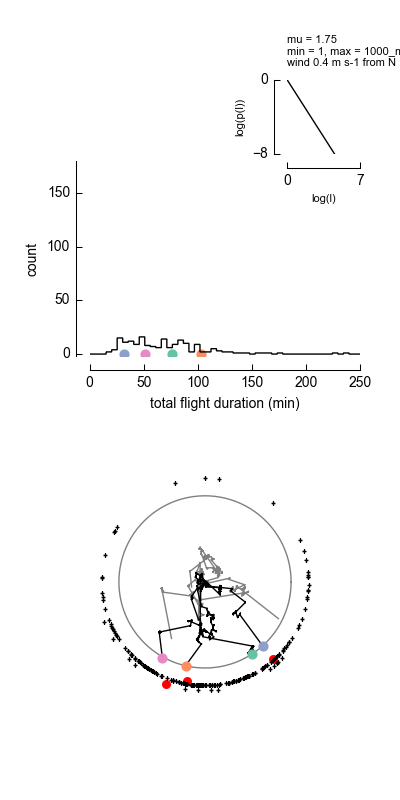 mu = 1.75
min = 1, max = 1000_m
wind 0.4 m s-1 from N
log(p(l))
0
−8
0 7
log(l)
count
150
100
50
0
0 50 100 150 200 250
total flight duration (min)